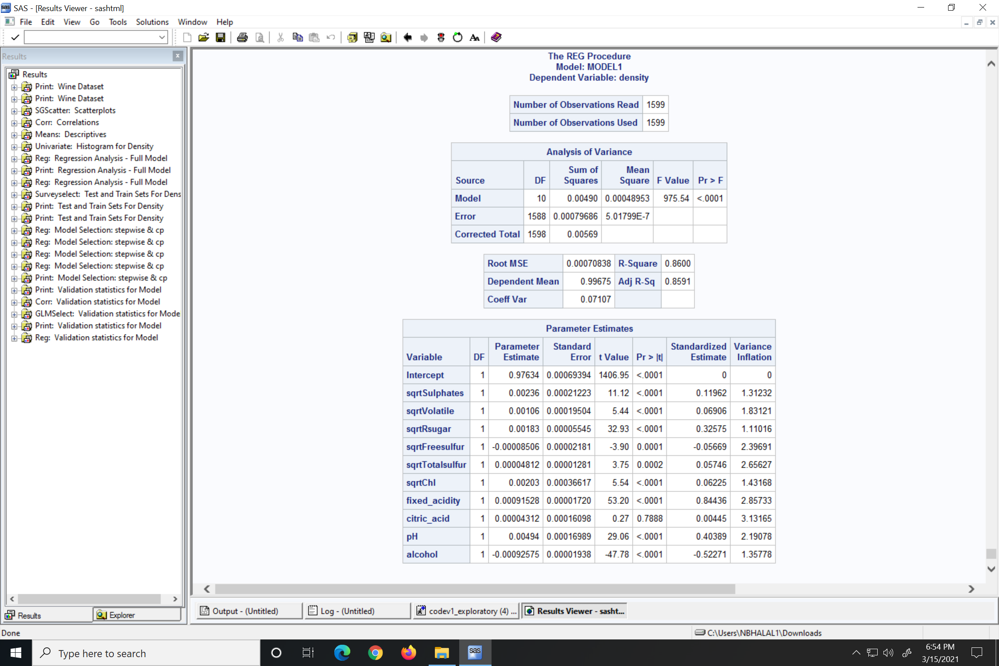 SAS - [Results Viewer - sashtml]
File Edit View Go Tools Solutions Window Help
Results
Results
Print: Wine Dataset
Print: Wine Dataset
SGScatter: Scatterplots
Corr: Correlations
Means: Descriptives
Univariate: Histogram for Density
Reg: Regression Analysis - Full Model
Print: Regression Analysis - Full Model
Reg: Regression Analysis - Full Model
Surveyselect: Test and Train Sets For Dens
Print: Test and Train Sets For Density
Print: Test and Train Sets For Density
Reg: Model Selection: stepwise & cp
Reg: Model Selection: stepwise & cp
Reg: Model Selection: stepwise & cp
Reg: Model Selection: stepwise & cp
Print: Model Selection: stepwise & cp
Print: Validation statistics for Model
Corr: Validation statistics for Model
GLMSelect: Validation statistics for Mode
Print: Validation statistics for Model
Reg: Validation statistics for Model
Results Explorer
The REG Procedure
Model: MODEL1
Dependent Variable: density
Number of Observations Read 1599
Number of Observations Used 1599
Analysis of Variance
Source DF Sum of Squares Mean Square F Value Pr > F
Model 10 0.00490 0.00048953 975.54 <.0001
Error 1588 0.00079686 5.01799E-7
Corrected Total 1598 0.00569
Root MSE 0.00070838 R-Square 0.8600
Dependent Mean 0.99675 Adj R-Sq 0.8591
Coeff Var 0.07107
Parameter Estimates
Variable DF Parameter Estimate Standard Error t Value Pr > |t| Standardized Estimate Variance Inflation
Intercept 1 0.97634 0.00069394 1406.95 <.0001 0 0
sqrtSulphates 1 0.00236 0.00021223 11.12 <.0001 0.11962 1.31232
sqrtVolatile 1 0.00106 0.00019504 5.44 <.0001 0.06906 1.83121
sqrtRsugar 1 0.00183 0.00005545 32.93 <.0001 0.32575 1.11016
sqrtFreesulfur 1 -0.00008506 0.00002181 -3.90 0.0001 -0.05669 2.39691
sqrtTotalsulfur 1 0.00004812 0.00001281 3.75 0.0002 0.05746 2.65627
sqrtChl 1 0.00203 0.00036617 5.54 <.0001 0.06225 1.43168
fixed_acidity 1 0.00091528 0.00001720 53.20 <.0001 0.84436 2.85733
citric_acid 1 0.00004312 0.00016098 0.27 0.7888 0.00445 3.13165
pH 1 0.00494 0.00016989 29.06 <.0001 0.40389 2.19078
alcohol 1 -0.00092575 0.00001938 -47.78 <.0001 -0.52271 1.35778
Output - (Untitled) Log - (Untitled) codev1_exploratory (4) ... Results Viewer - sasht...
Done C:\Users\NBHALAL1\Downloads
Type here to search
sas
6:54 PM
3/15/2021